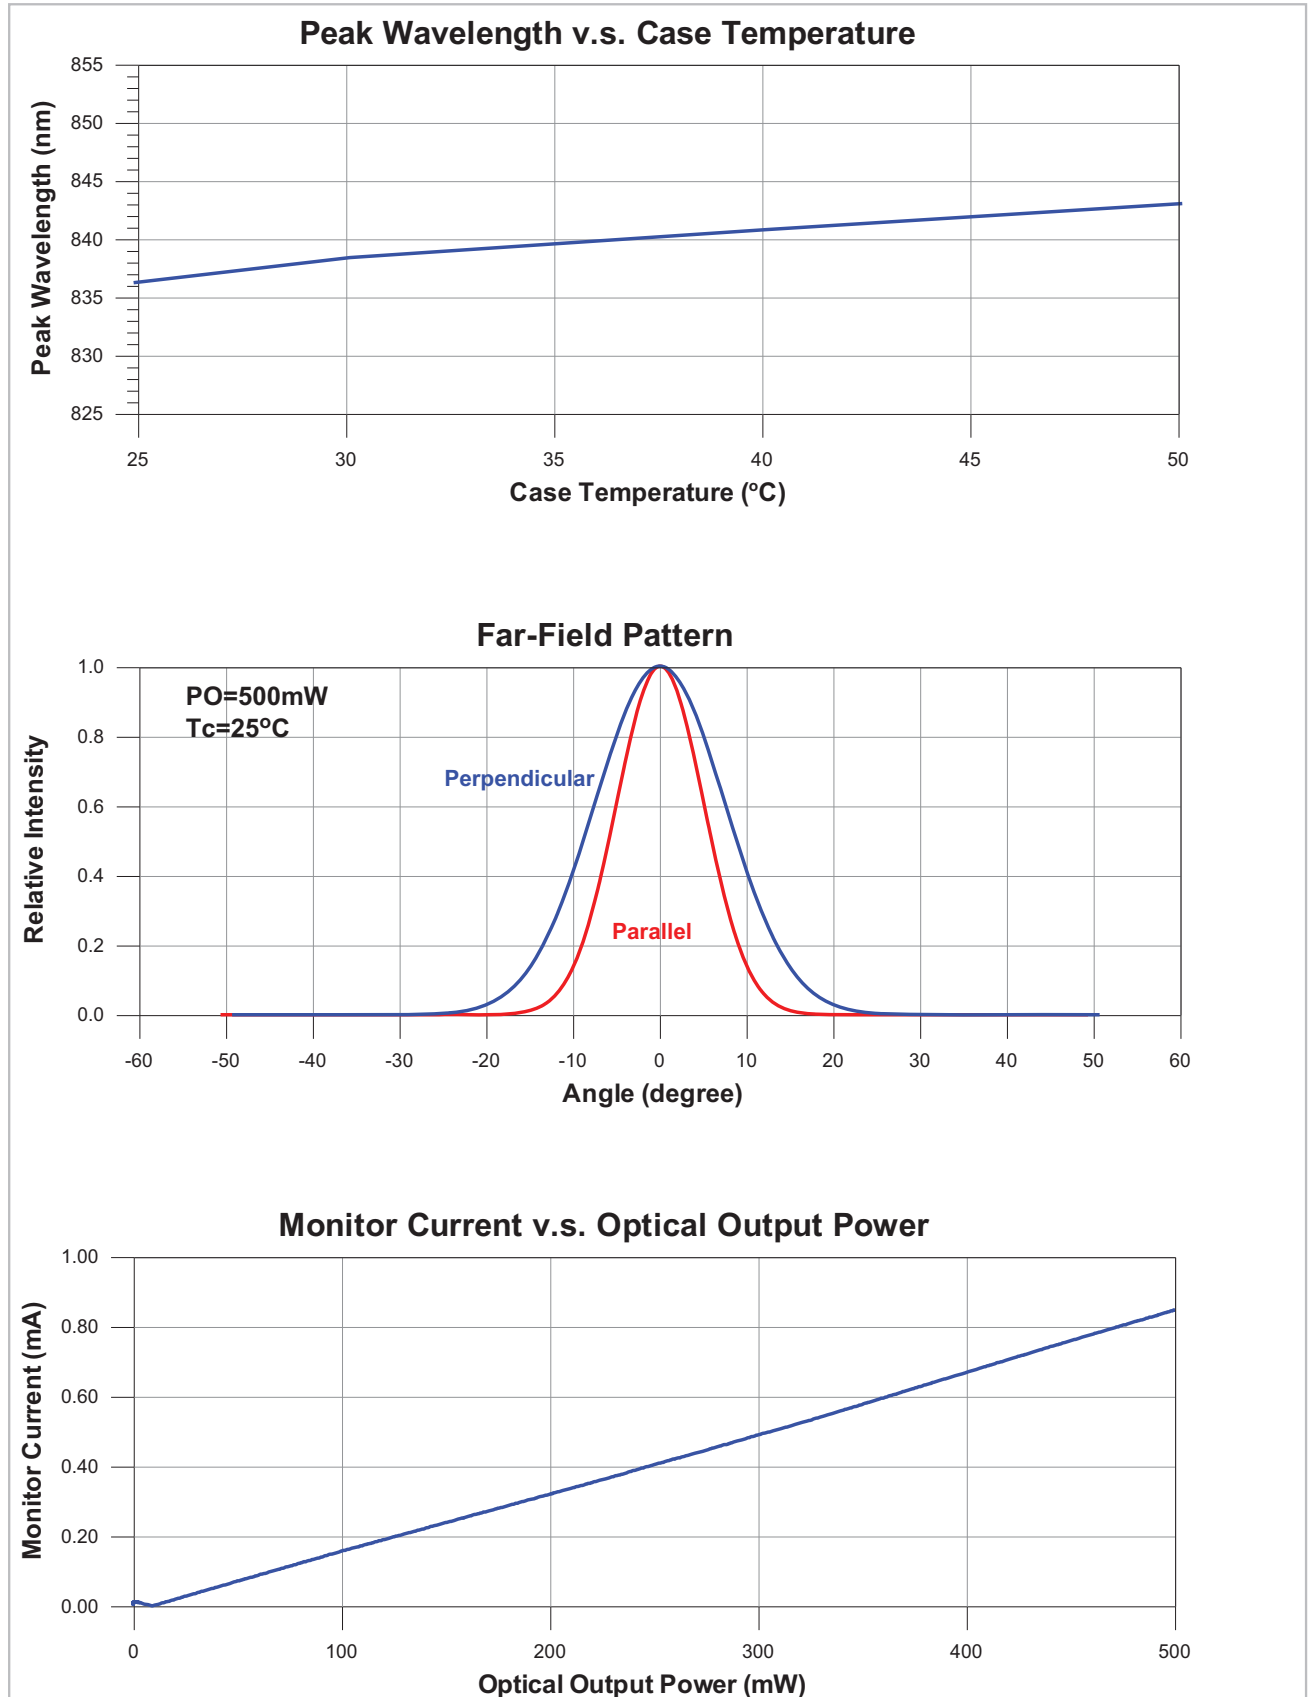 Peak Wavelength v.s. Case Temperature
Peak Wavelength (nm)
855
850
845
840
835
830
825
25 30 35 40 45 50
Case Temperature (ºC)
Far-Field Pattern
Relative Intensity
1.0
0.8
0.6
0.4
0.2
0.0
PO=500mW
Tc=25ºC
Perpendicular
Parallel
-60 -50 -40 -30 -20 -10 0 10 20 30 40 50 60
Angle (degree)
Monitor Current v.s. Optical Output Power
Monitor Current (mA)
1.00
0.80
0.60
0.40
0.20
0.00
0 100 200 300 400 500
Optical Output Power (mW)